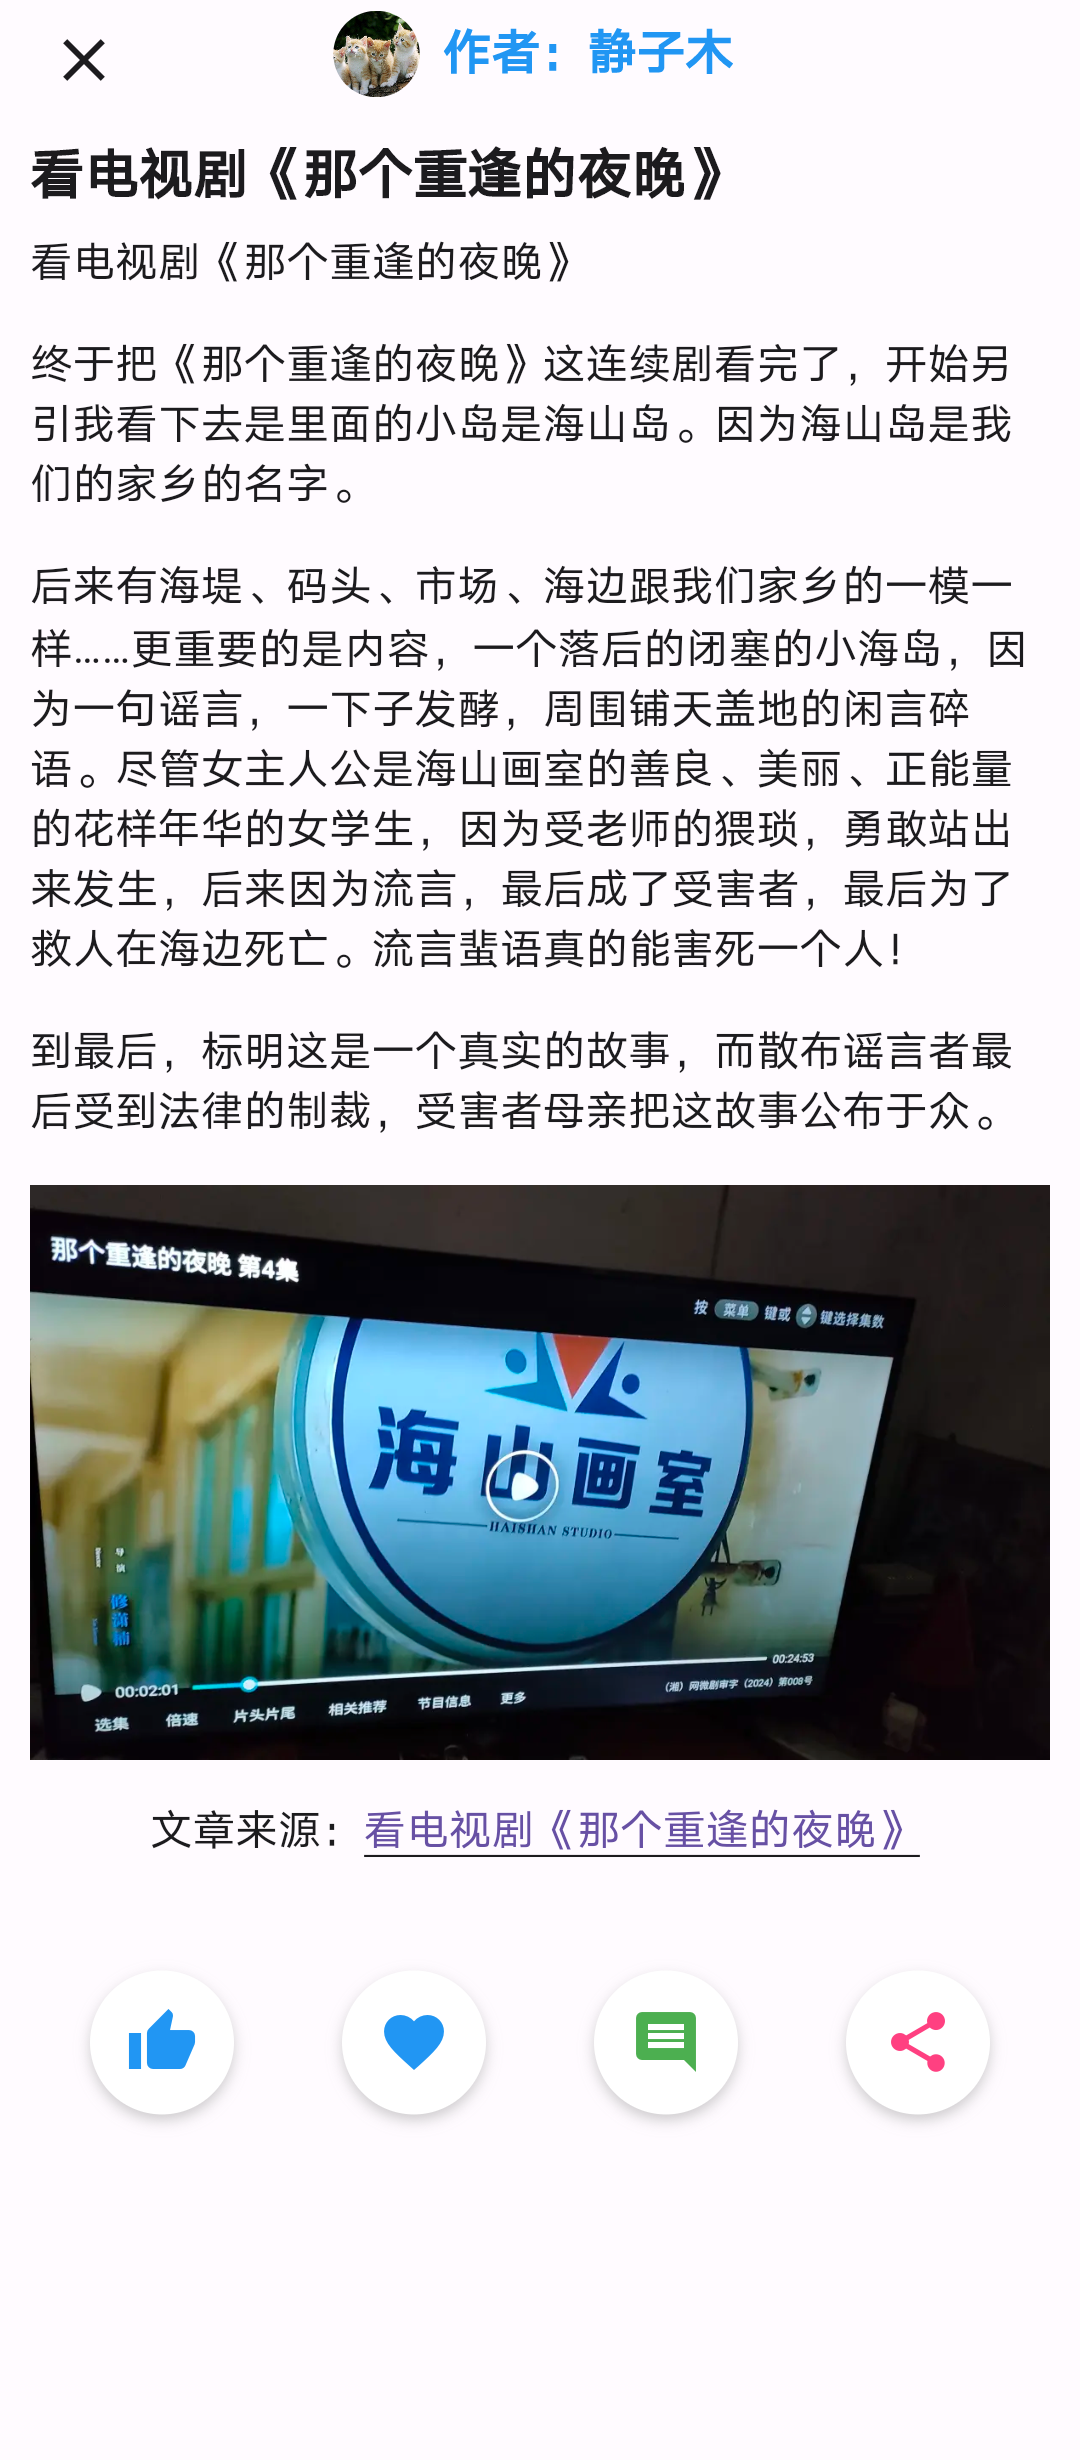 作者：静子木
看电视剧《那个重逢的夜晚》
看电视剧《那个重逢的夜晚》
终于把《那个重逢的夜晚》这连续剧看完了，开始另
引我看下去是里面的小岛是海山岛。因为海山岛是我
们的家乡的名字。
后来有海堤、码头、市场、海边跟我们家乡的一模一
样……更重要的是内容，一个落后的闭塞的小海岛，因
为一句谣言，一下子发酵，周围铺天盖地的闲言碎
语。尽管女主人公是海山画室的善良、美丽、正能量
的花样年华的女学生，因为受老师的猥琐，勇敢站出
来发生，后来因为流言，最后成了受害者，最后为了
救人在海边死亡。流言蜚语真的能害死一个人！
到最后，标明这是一个真实的故事，而散布谣言者最
后受到法律的制裁，受害者母亲把这故事公布于众。
那个重逢的夜晚 第4集
按 菜单 键或 键选择集数
海山画室
HAISHAN STUDIO
导演
00:24:53
00:02:01
（湘）网微剧审字（2024）第008号
选集 倍速 片头片尾 相关推荐 节目信息 更多
文章来源：看电视剧《那个重逢的夜晚》